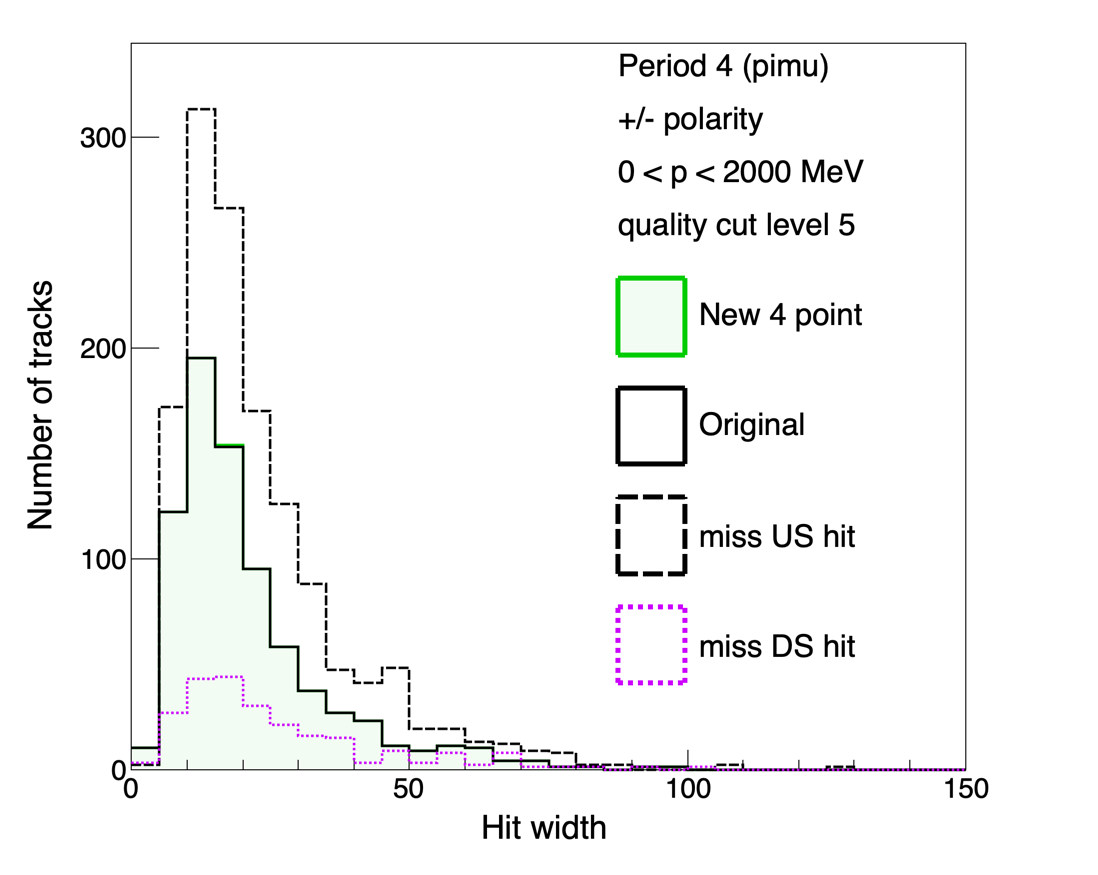 Period 4 (pimu)
+/- polarity
0 < p < 2000 MeV
quality cut level 5
New 4 point
Original
miss US hit
miss DS hit
Number of tracks
300
200
100
0
0
50
100
150
Hit width